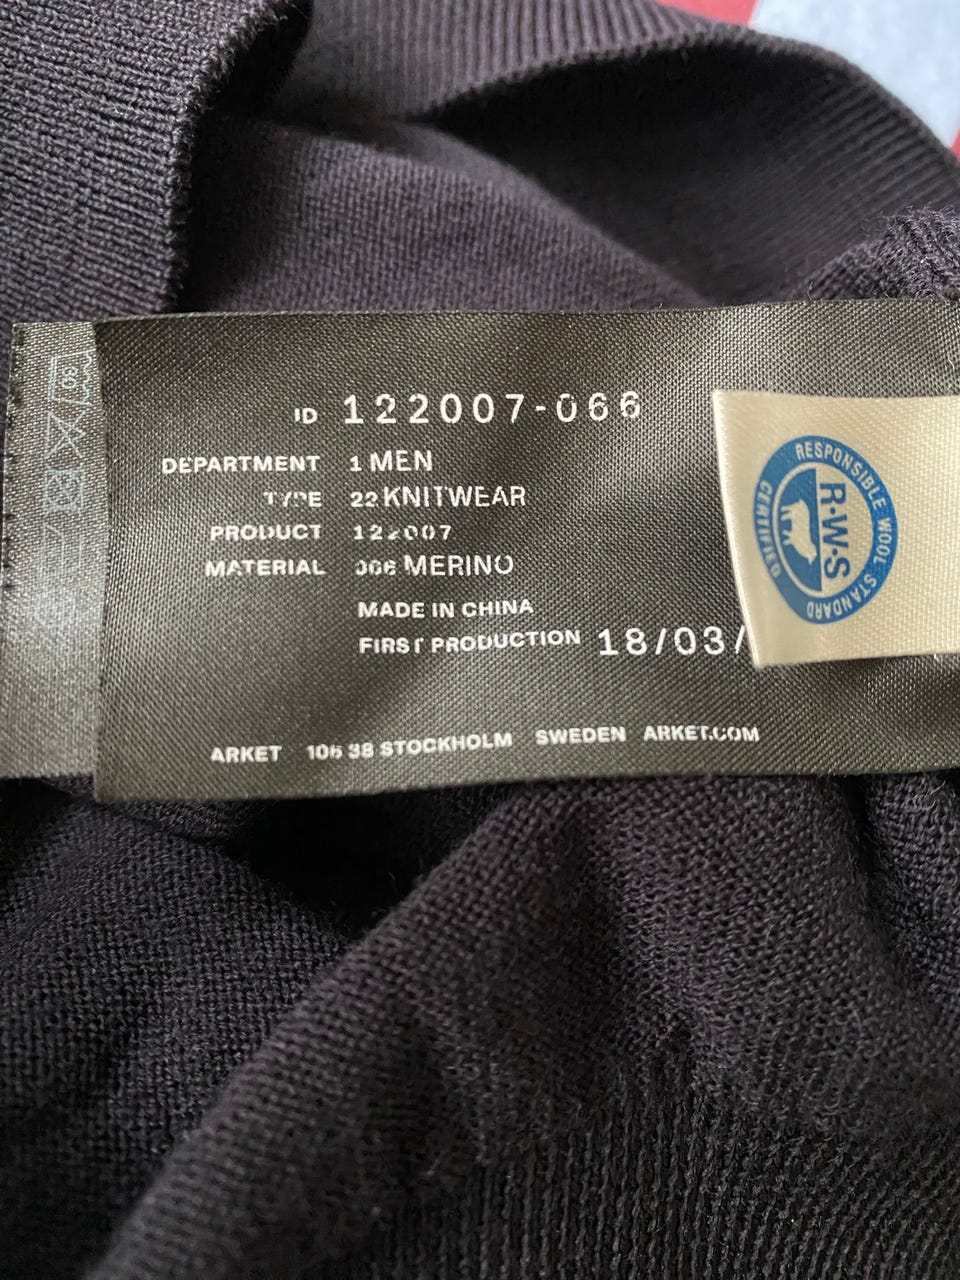 ID 122007-066
DEPARTMENT 1 MEN
TYPE 22 KNITWEAR
PRODUCT 122007
MATERIAL 006 MERINO
MADE IN CHINA
FIRST PRODUCTION 18/03/
ARKET 106 38 STOCKHOLM SWEDEN ARKET.COM
RESPONSIBLE WOOL STANDARD
R·W·S
CERTIFIED
30